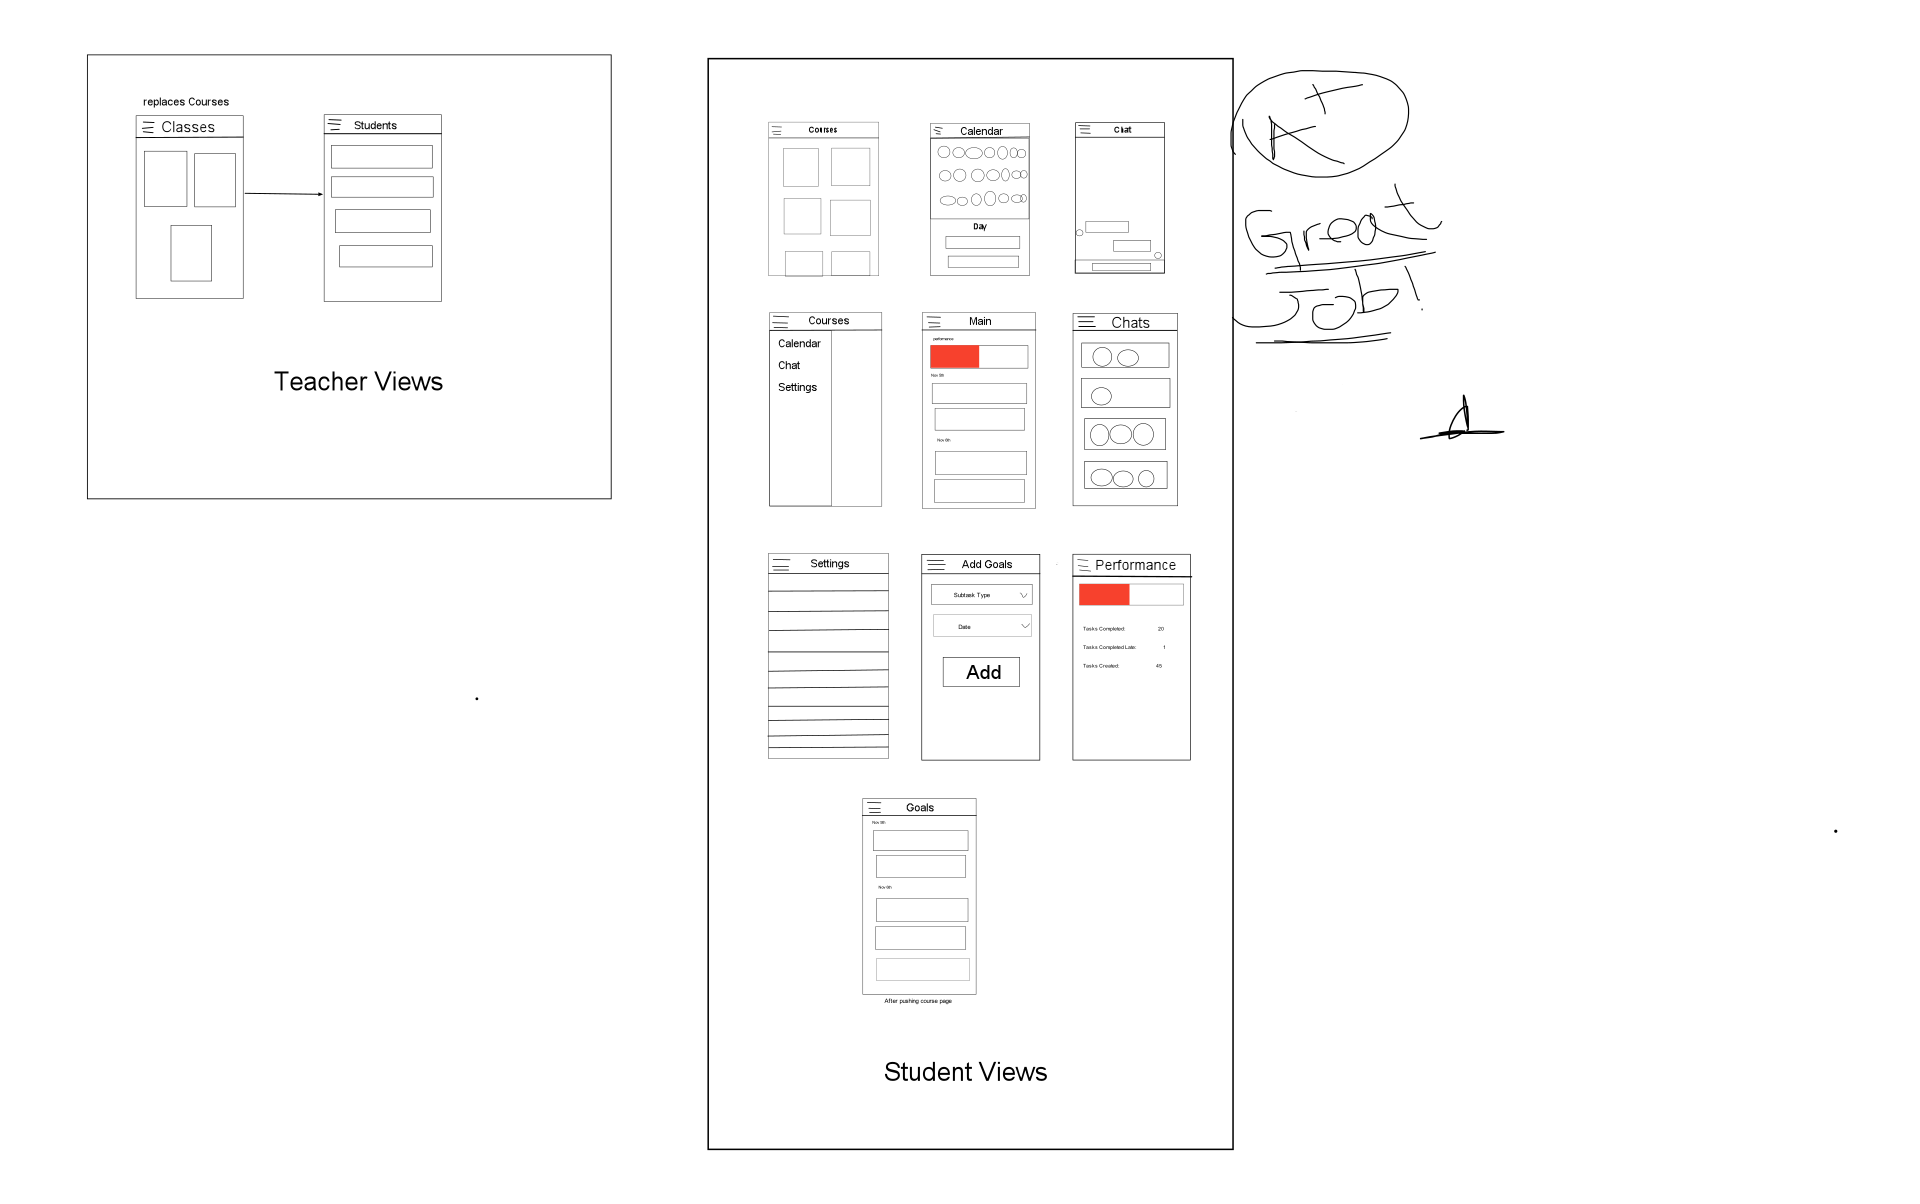 replaces Courses
Classes
Students
Teacher Views
Courses
Calendar
Day
Chat
Courses
Calendar
Chat
Settings
Main
performance
Nov 5th
Nov 8th
Chats
Settings
Add Goals
Subtask Type
Date
Add
Performance
Tasks Completed: 20
Tasks Completed Late: 1
Tasks Created: 45
Goals
Nov 5th
Nov 8th
After pushing course page
Student Views
A+
Great
Job!